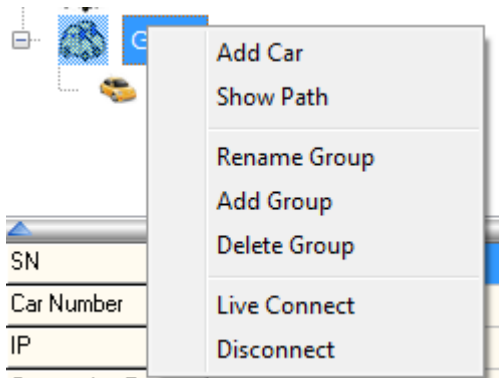 G
Add Car
Show Path
Rename Group
Add Group
Delete Group
Live Connect
Disconnect
SN
Car Number
IP